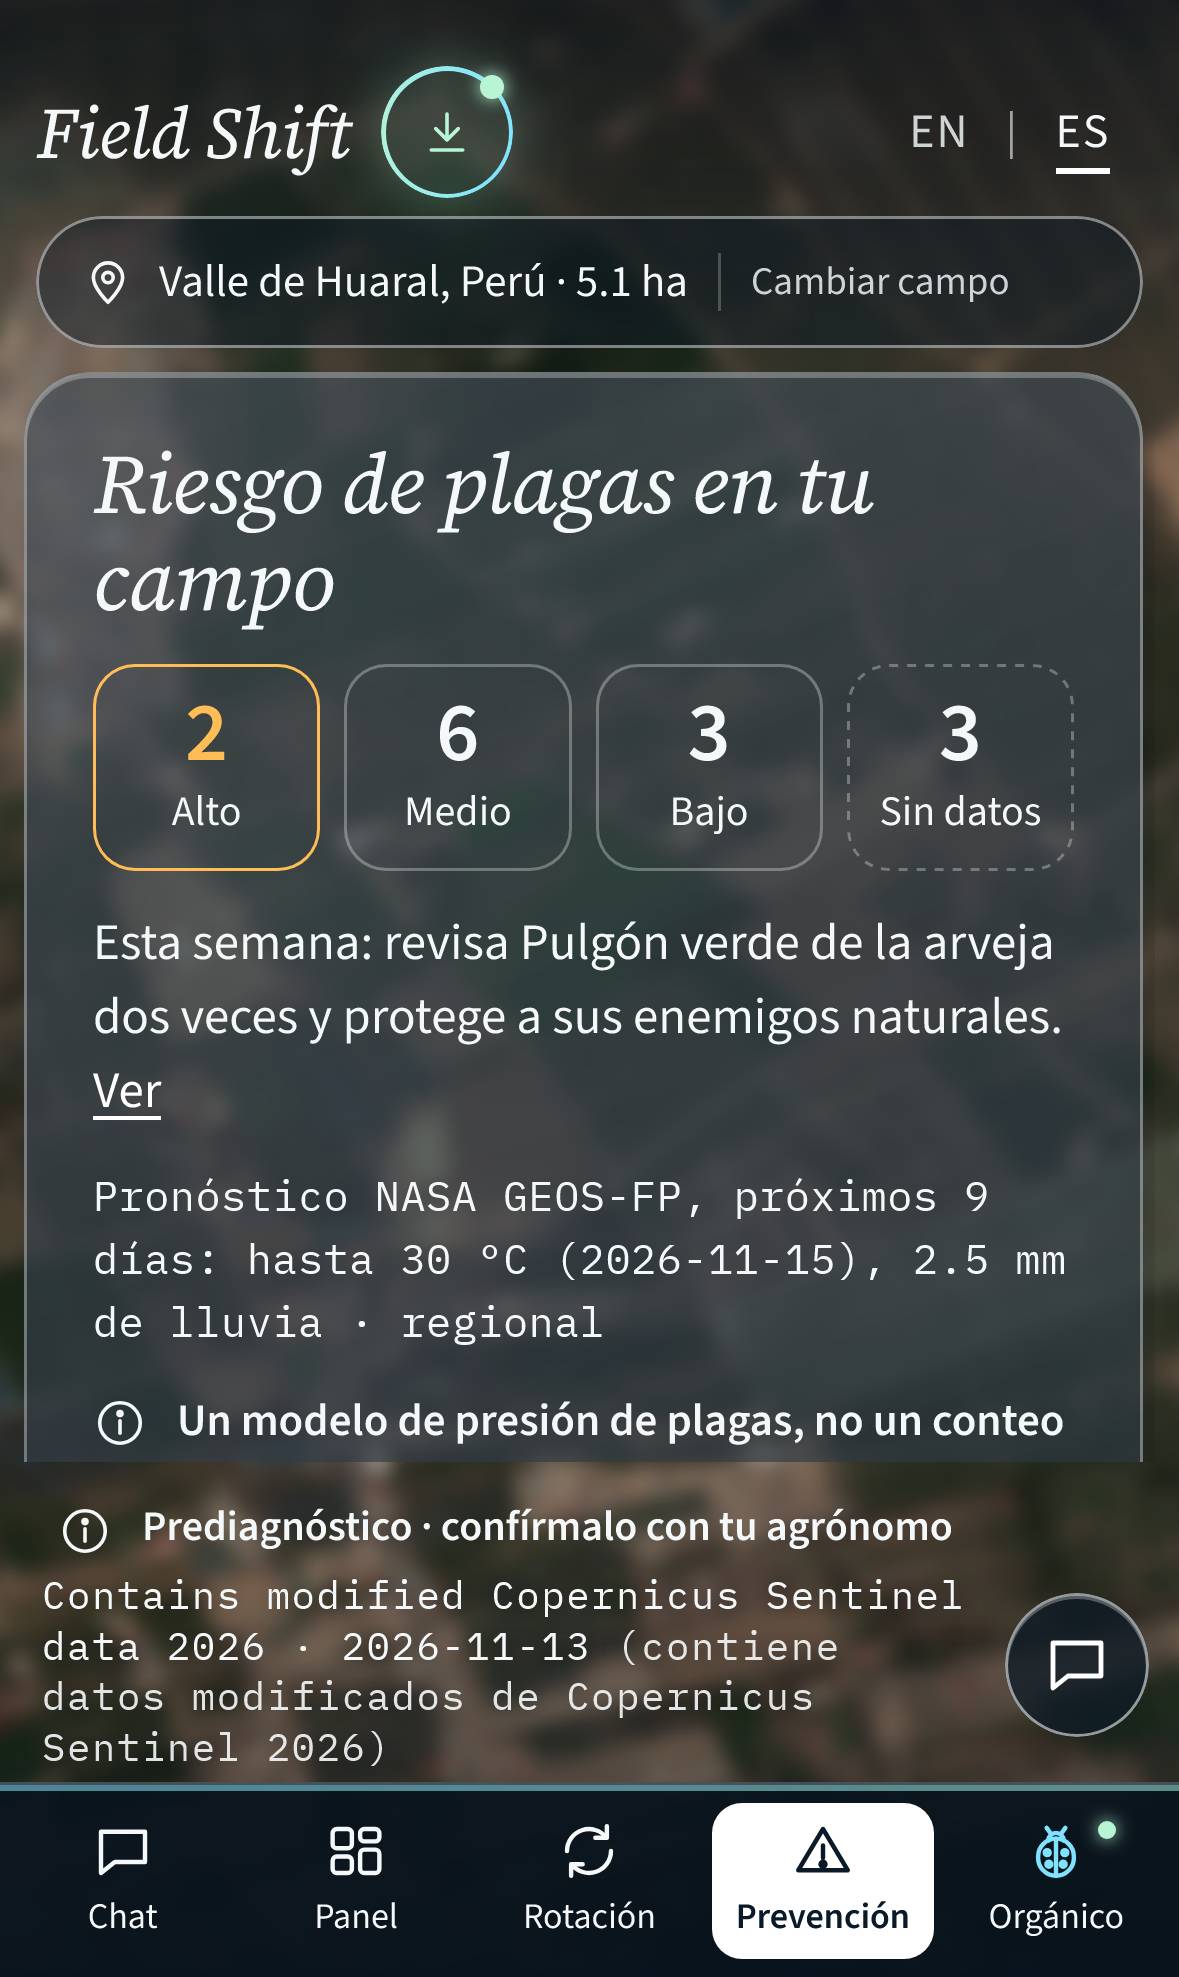 Field Shift
EN | ES
Valle de Huaral, Perú · 5.1 ha | Cambiar campo
Riesgo de plagas en tu
campo
2 6 3 3
Alto Medio Bajo Sin datos
Esta semana: revisa Pulgón verde de la arveja
dos veces y protege a sus enemigos naturales.
Ver
Pronóstico NASA GEOS-FP, próximos 9
días: hasta 30 °C (2026-11-15), 2.5 mm
de lluvia · regional
Un modelo de presión de plagas, no un conteo
Prediagnóstico · confírmalo con tu agrónomo
Contains modified Copernicus Sentinel
data 2026 · 2026-11-13 (contiene
datos modificados de Copernicus
Sentinel 2026)
Chat Panel Rotación Prevención Orgánico